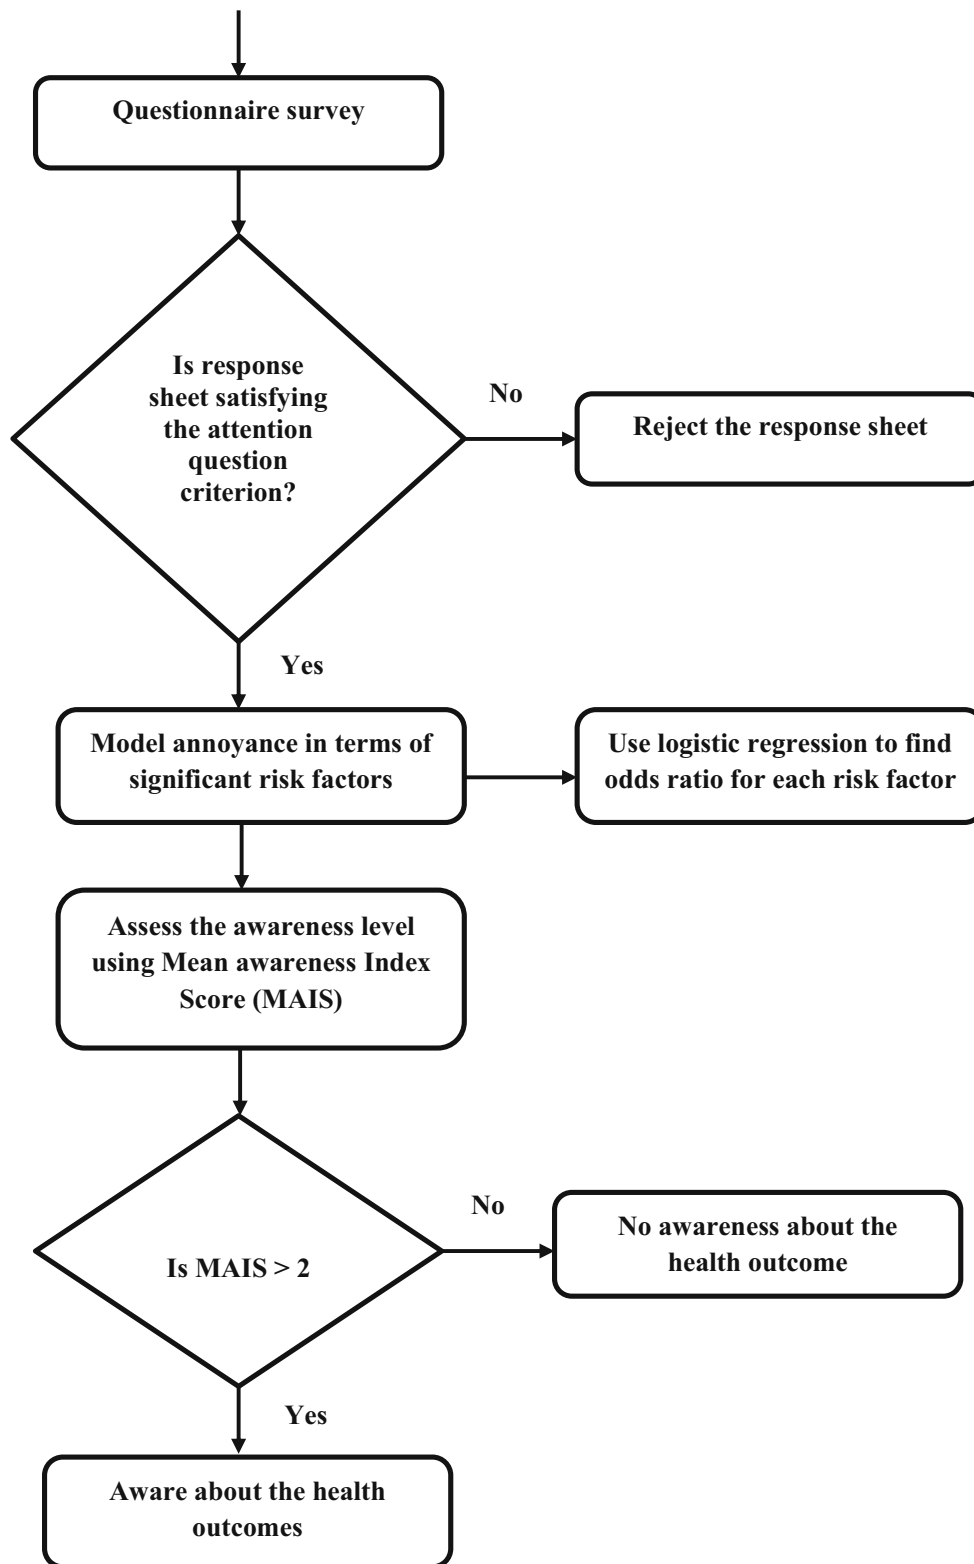 Questionnaire survey
Is response
sheet satisfying
the attention
question
criterion?
No
Reject the response sheet
Yes
Model annoyance in terms of
significant risk factors
Use logistic regression to find
odds ratio for each risk factor
Assess the awareness level
using Mean awareness Index
Score (MAIS)
Is MAIS > 2
No
No awareness about the
health outcome
Yes
Aware about the health
outcomes